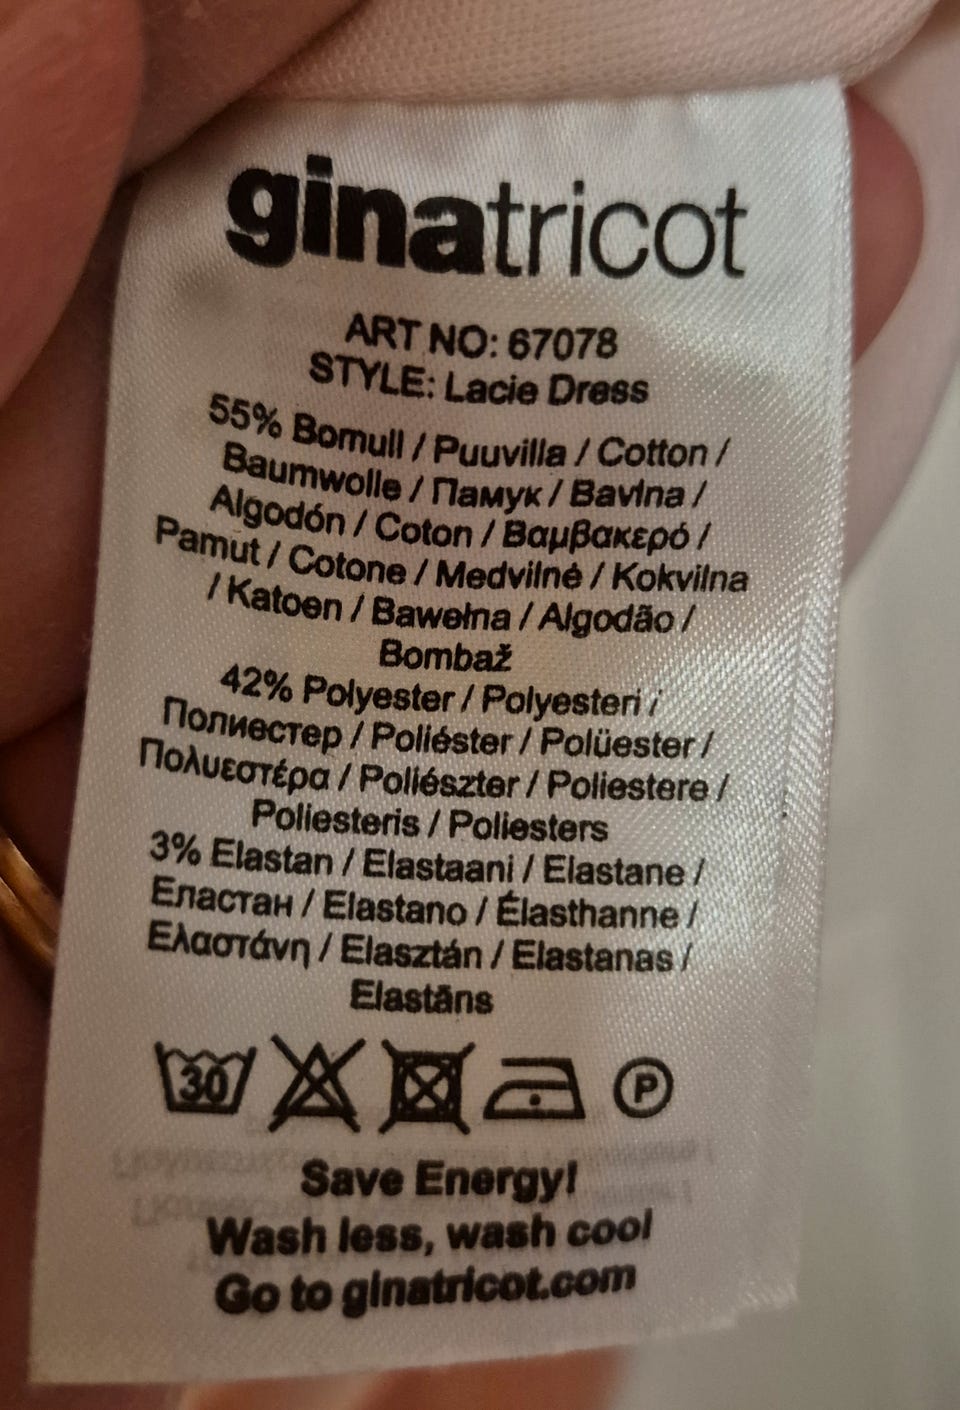 ginatricot
ART NO: 67078
STYLE: Lacie Dress
55% Bomull / Puuvilla / Cotton /
Baumwolle / Памук / Bavlna /
Algodón / Coton / Βαμβακερό /
Pamut / Cotone / Medvilnė / Kokvilna
/ Katoen / Bawełna / Algodão /
Bombaž
42% Polyester / Polyesteri /
Полиестер / Poliéster / Polüester /
Πολυεστέρα / Poliészter / Poliestere /
Poliesteris / Poliesters
3% Elastan / Elastaani / Elastane /
Еластан / Elastano / Élasthanne /
Ελαστάνη / Elasztán / Elastanas /
Elastāns
30 P
Save Energy!
Wash less, wash cool
Go to ginatricot.com